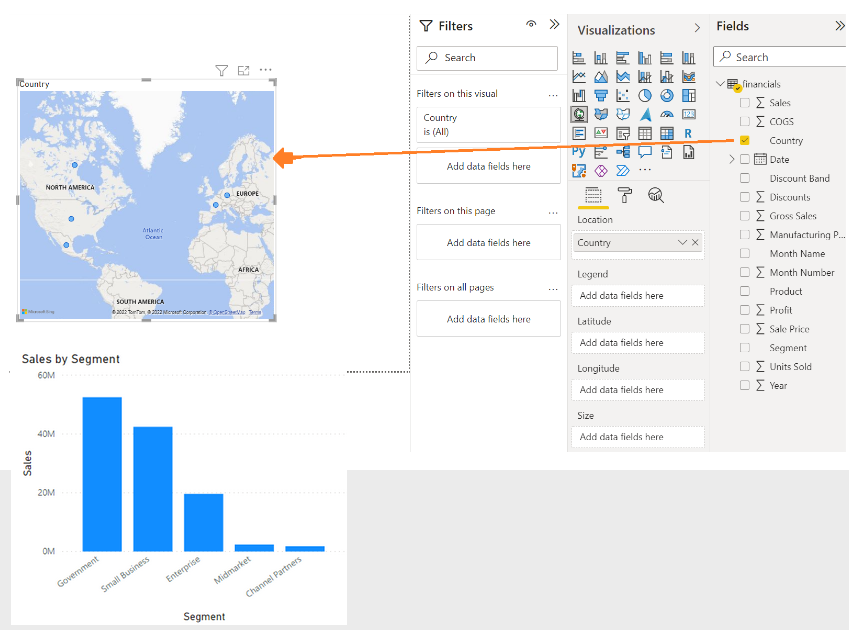 Country
NORTH AMERICA
EUROPE
Atlantic
Ocean
AFRICA
SOUTH AMERICA
Microsoft Bing
© 2022 TomTom, © 2022 Microsoft Corporation, © OpenStreetMap Terms
Sales by Segment
60M
40M
20M
0M
Sales
Government
Small Business
Enterprise
Midmarket
Channel Partners
Segment
Filters
Search
Filters on this visual
Country
is (All)
Add data fields here
Filters on this page
Add data fields here
Filters on all pages
Add data fields here
Visualizations
R
Py
Location
Country
Legend
Add data fields here
Latitude
Add data fields here
Longitude
Add data fields here
Size
Add data fields here
Fields
Search
financials
Sales
COGS
Country
Date
Discount Band
Discounts
Gross Sales
Manufacturing P...
Month Name
Month Number
Product
Profit
Sale Price
Segment
Units Sold
Year